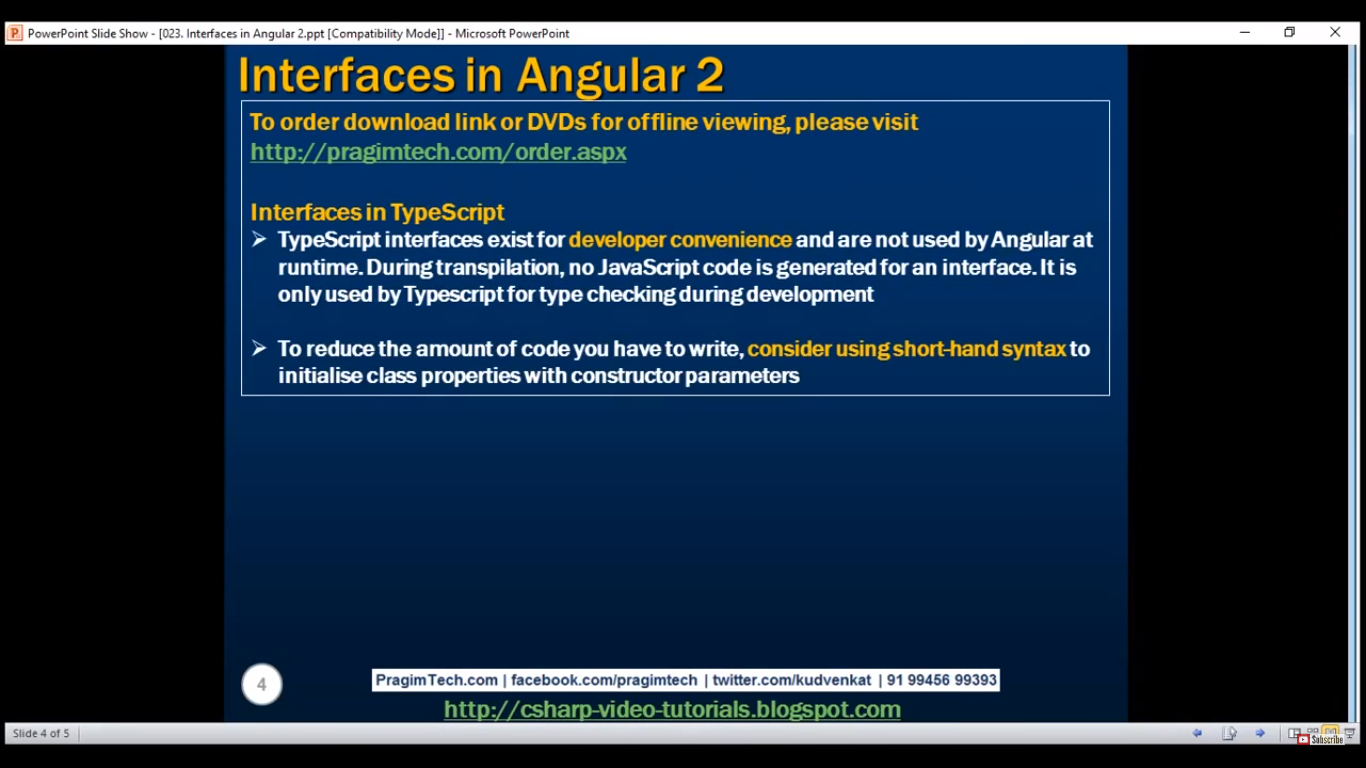 PowerPoint Slide Show - [023. Interfaces in Angular 2.ppt [Compatibility Mode]] - Microsoft PowerPoint
Interfaces in Angular 2
To order download link or DVDs for offline viewing, please visit
http://pragimtech.com/order.aspx
Interfaces in TypeScript
TypeScript interfaces exist for developer convenience and are not used by Angular at
runtime. During transpilation, no JavaScript code is generated for an interface. It is
only used by Typescript for type checking during development
To reduce the amount of code you have to write, consider using short-hand syntax to
initialise class properties with constructor parameters
4
PragimTech.com | facebook.com/pragimtech | twitter.com/kudvenkat | 91 99456 99393
http://csharp-video-tutorials.blogspot.com
Slide 4 of 5
Subscribe